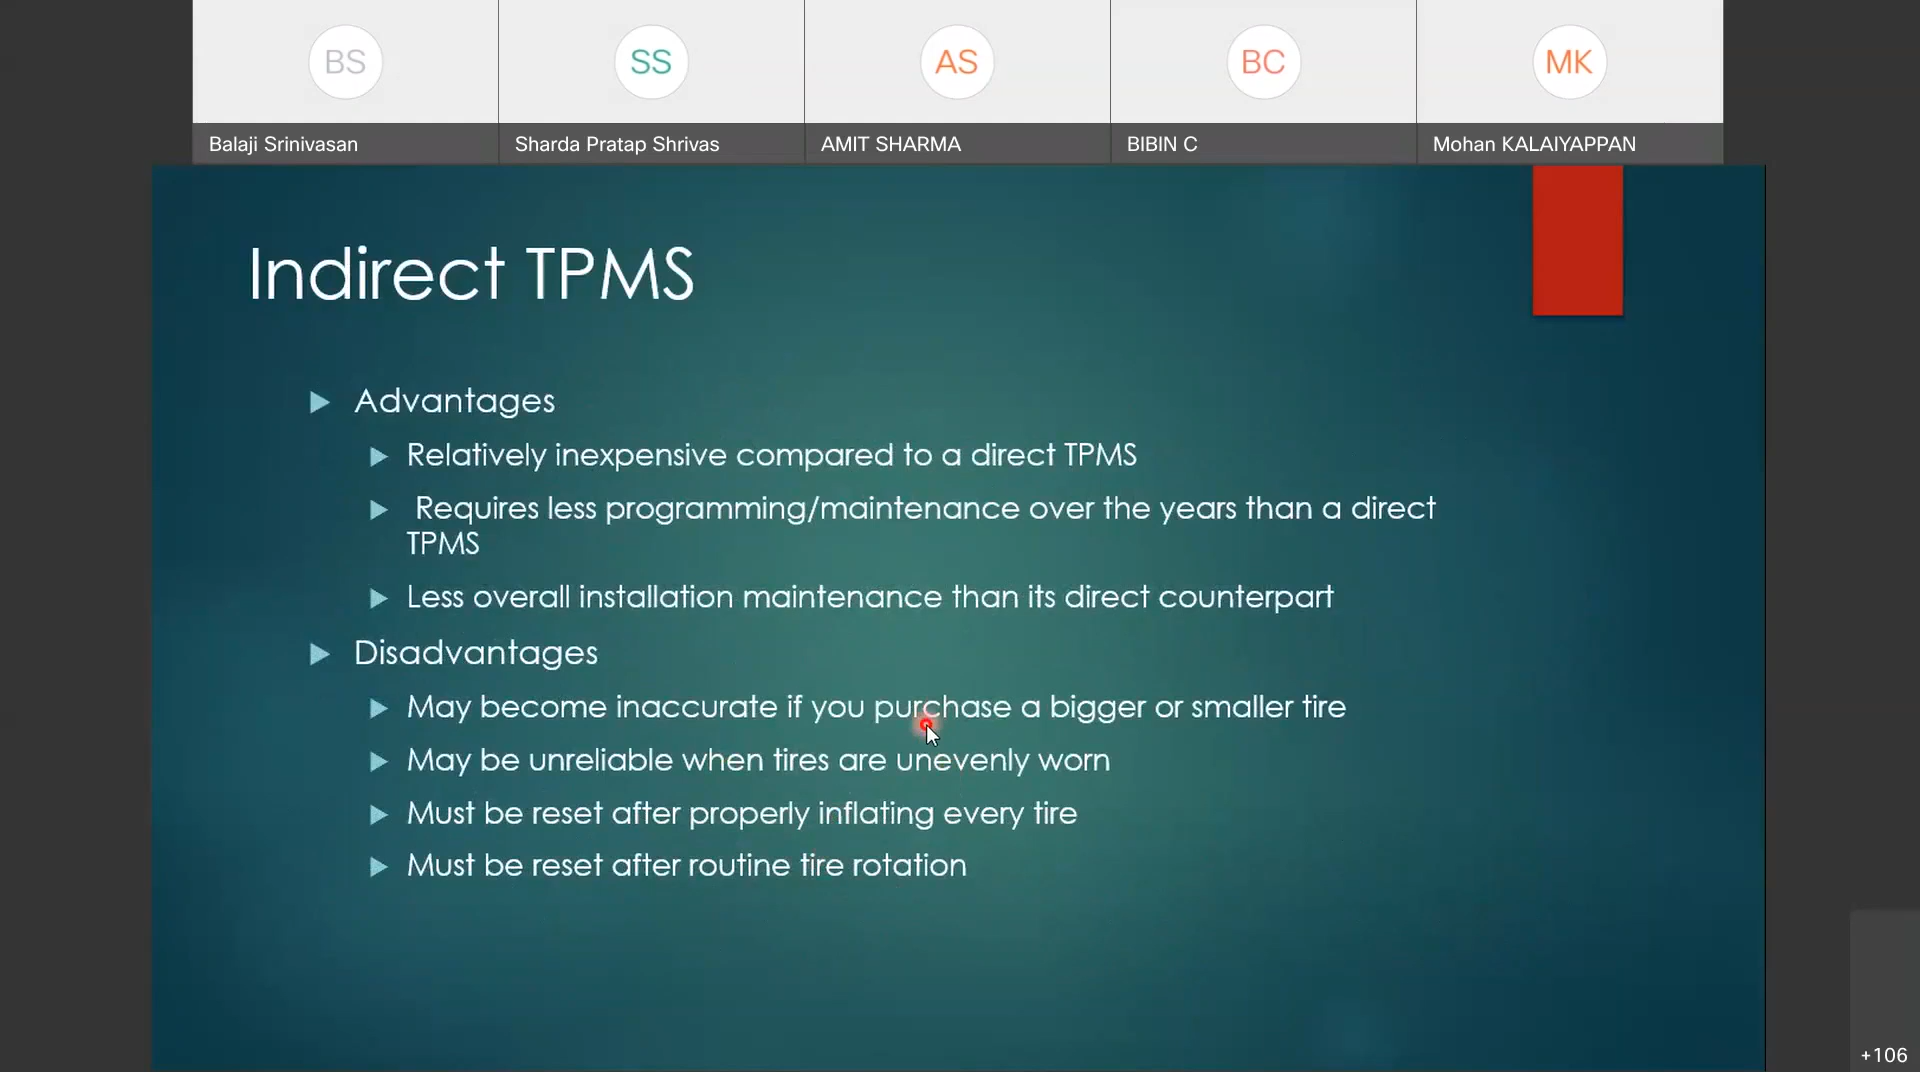 BS
SS
AS
BC
MK
Balaji Srinivasan
Sharda Pratap Shrivas
AMIT SHARMA
BIBIN C
Mohan KALAIYAPPAN
Indirect TPMS
Advantages
Relatively inexpensive compared to a direct TPMS
Requires less programming/maintenance over the years than a direct
TPMS
Less overall installation maintenance than its direct counterpart
Disadvantages
May become inaccurate if you purchase a bigger or smaller tire
May be unreliable when tires are unevenly worn
Must be reset after properly inflating every tire
Must be reset after routine tire rotation
+106